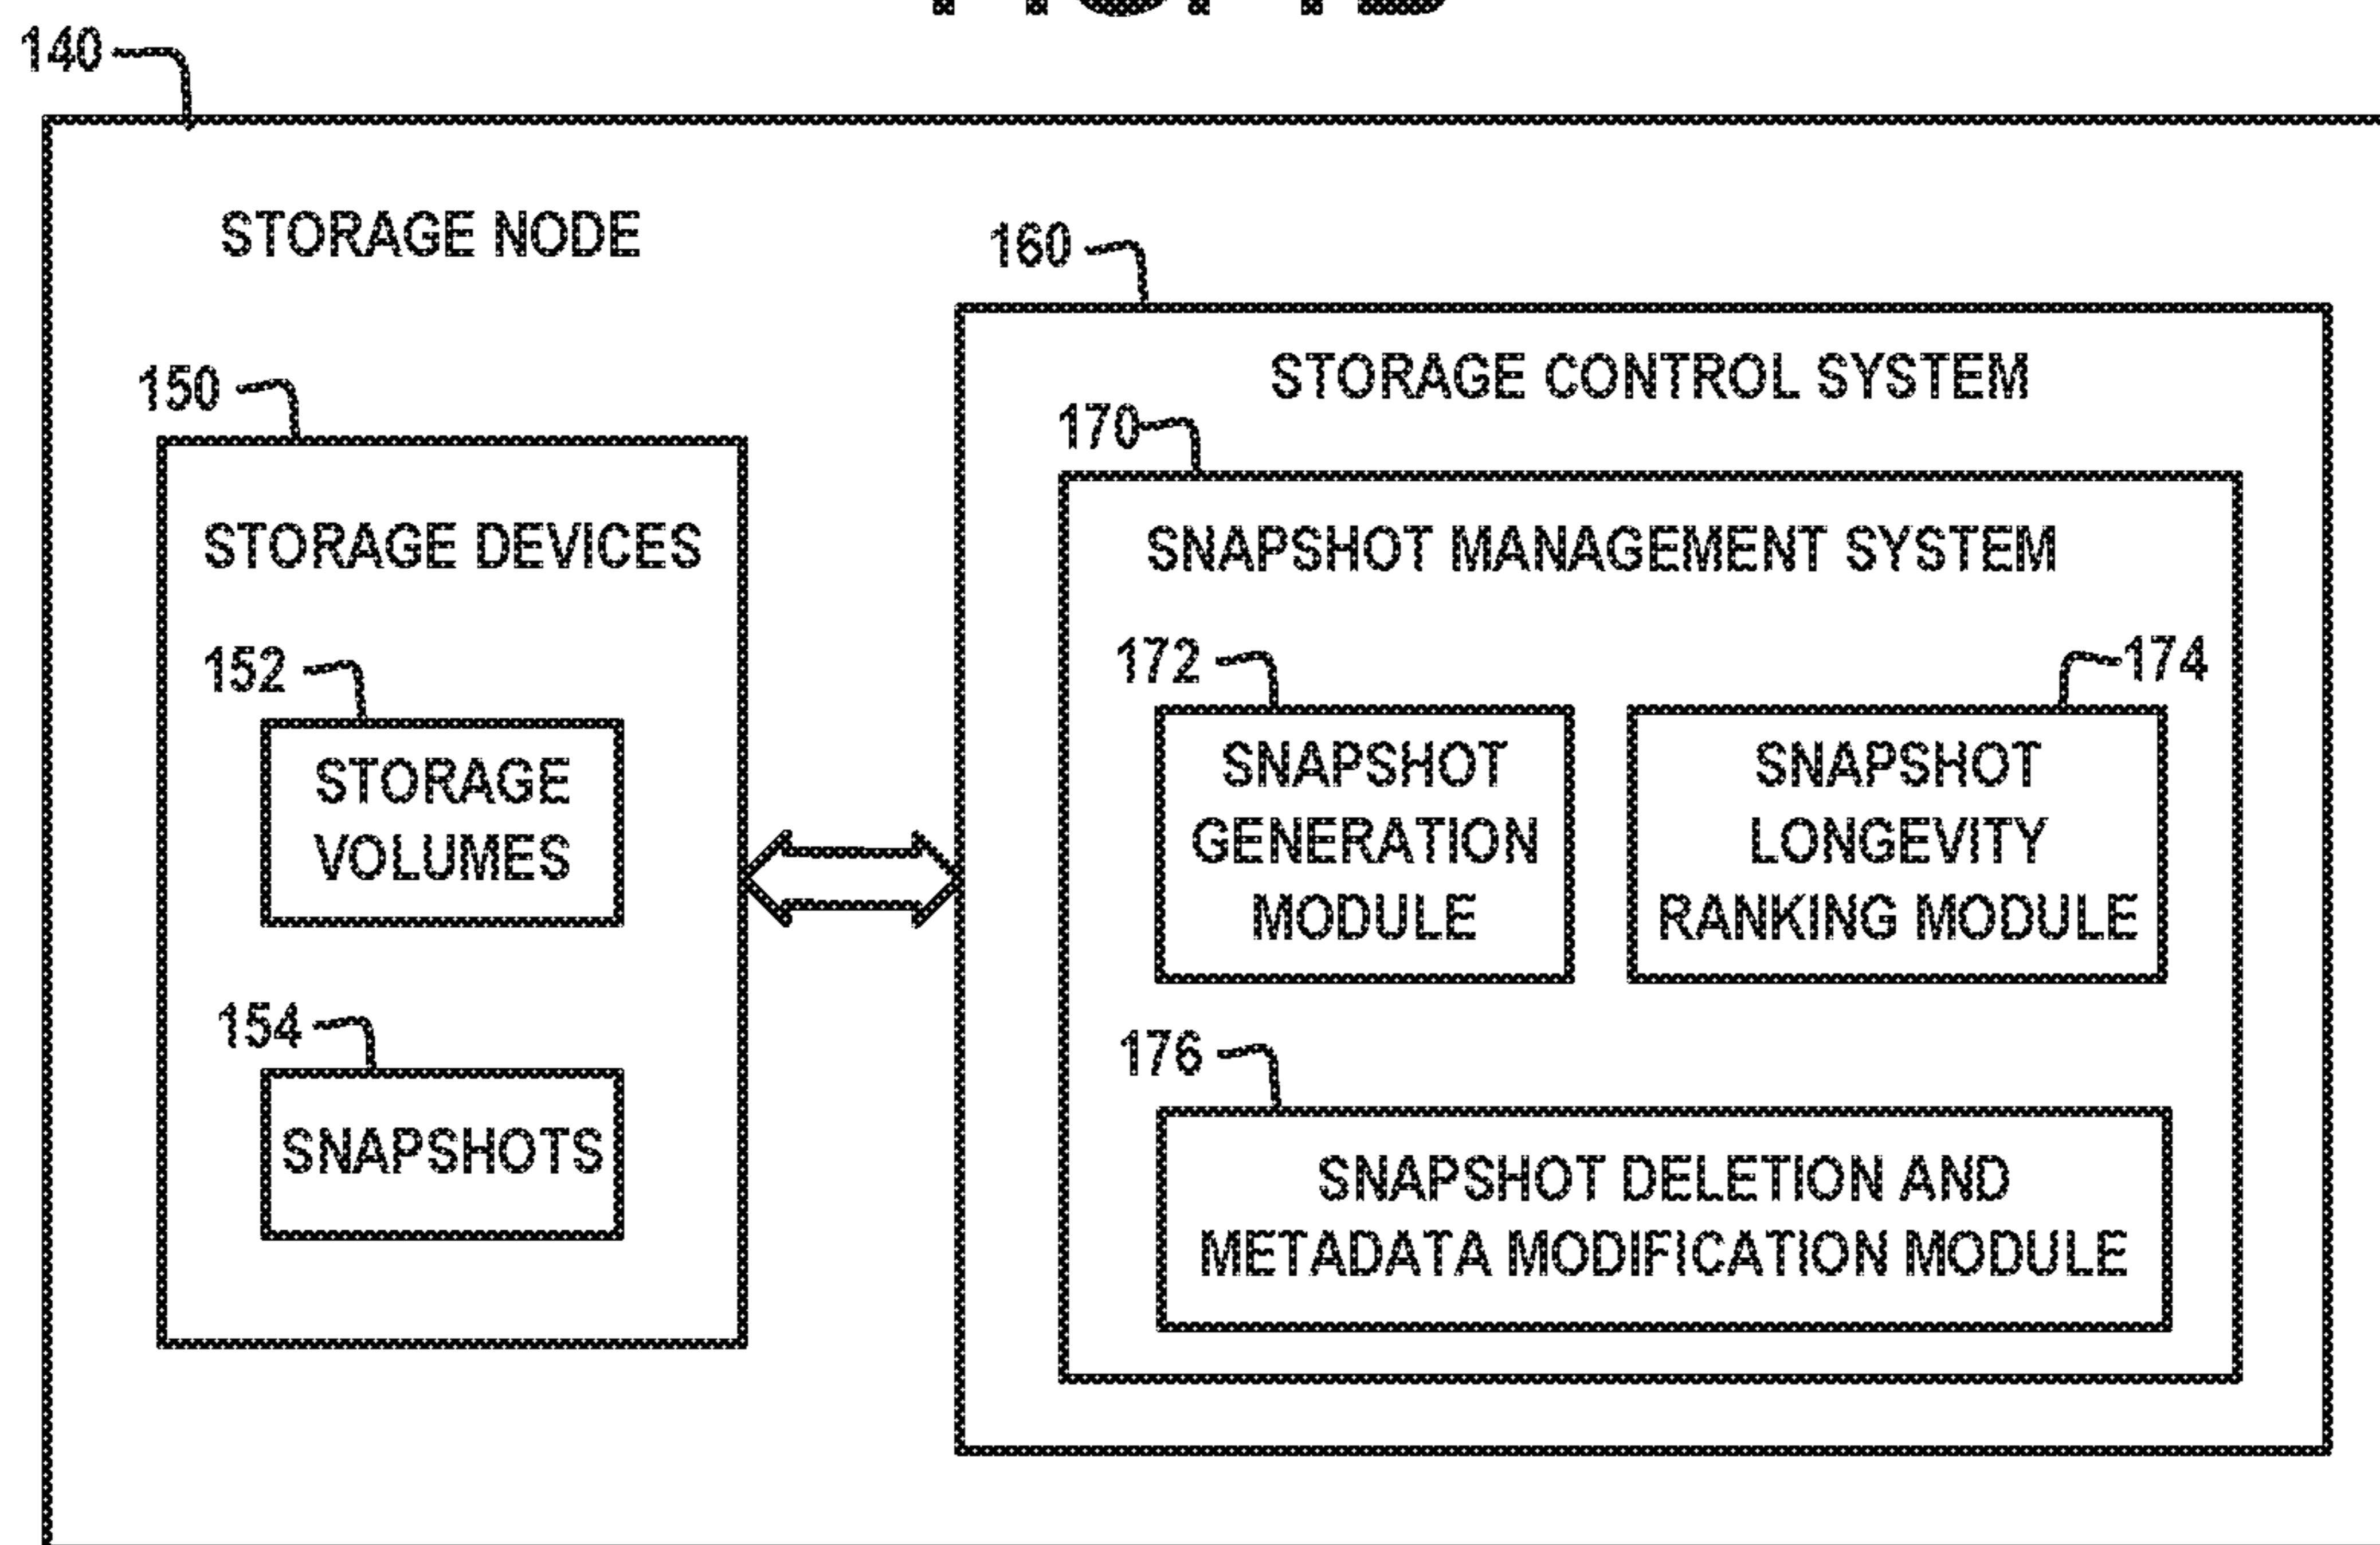 140
STORAGE NODE
160
STORAGE CONTROL SYSTEM
150
170
STORAGE DEVICES
SNAPSHOT MANAGEMENT SYSTEM
152
172
174
STORAGE
VOLUMES
SNAPSHOT
GENERATION
MODULE
SNAPSHOT
LONGEVITY
RANKING MODULE
154
176
SNAPSHOTS
SNAPSHOT DELETION AND
METADATA MODIFICATION MODULE